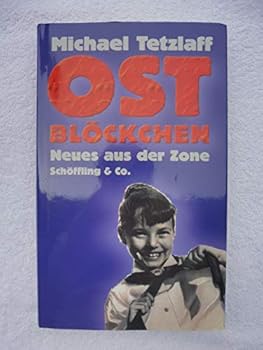 Michael Tetzlaff
OST
BLÖCKCHEN
Neues aus der Zone
Schöffling & Co.